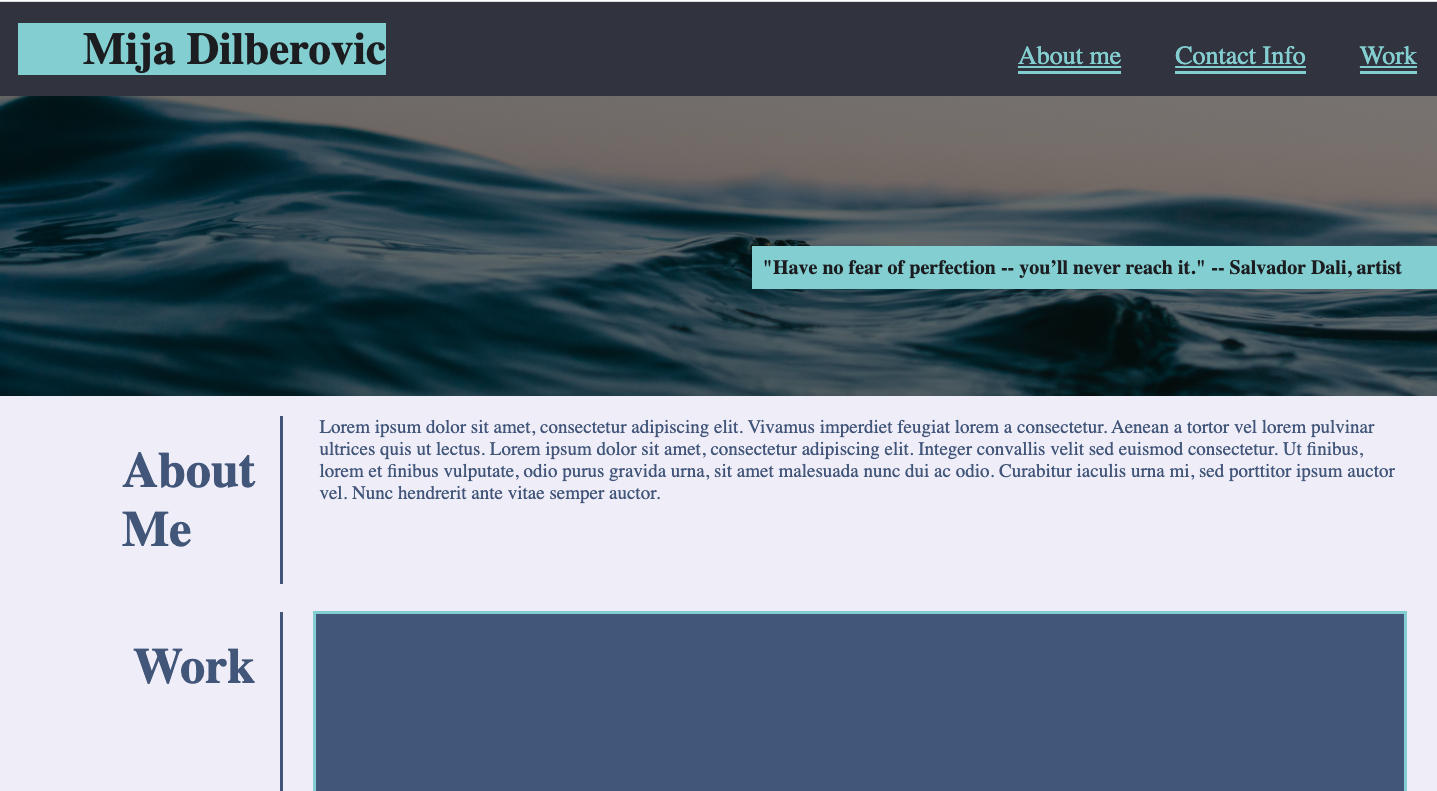 Mija Dilberovic
About me Contact Info Work
"Have no fear of perfection -- you’ll never reach it." -- Salvador Dali, artist
About
Me
Lorem ipsum dolor sit amet, consectetur adipiscing elit. Vivamus imperdiet feugiat lorem a consectetur. Aenean a tortor vel lorem pulvinar
ultrices quis ut lectus. Lorem ipsum dolor sit amet, consectetur adipiscing elit. Integer convallis velit sed euismod consectetur. Ut finibus,
lorem et finibus vulputate, odio purus gravida urna, sit amet malesuada nunc dui ac odio. Curabitur iaculis urna mi, sed porttitor ipsum auctor
vel. Nunc hendrerit ante vitae semper auctor.
Work